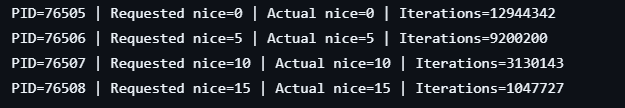 PID=76505 | Requested nice=0 | Actual nice=0 | Iterations=12944342
PID=76506 | Requested nice=5 | Actual nice=5 | Iterations=9200200
PID=76507 | Requested nice=10 | Actual nice=10 | Iterations=3130143
PID=76508 | Requested nice=15 | Actual nice=15 | Iterations=1047727